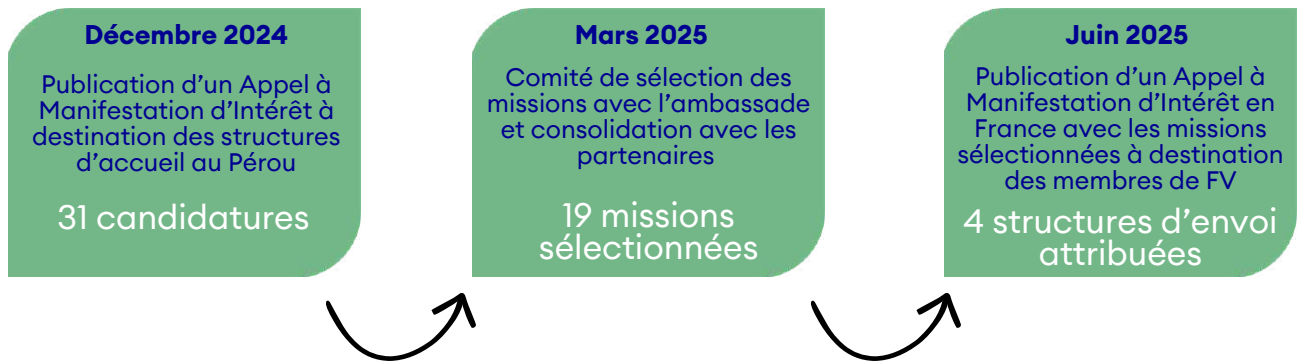 Décembre 2024
Publication d'un Appel à
Manifestation d'Intérêt à
destination des structures
d'accueil au Pérou
31 candidatures
Mars 2025
Comité de sélection des
missions avec l'ambassade
et consolidation avec les
partenaires
19 missions
sélectionnées
Juin 2025
Publication d'un Appel à
Manifestation d'Intérêt en
France avec les missions
sélectionnées à destination
des membres de FV
4 structures d'envoi
attribuées